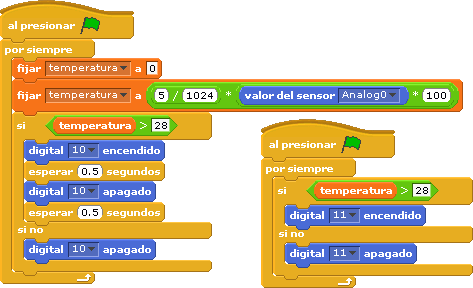 al presionar
por siempre
fijar temperatura a 0
fijar temperatura a 5 / 1024 * valor del sensor Analog0 * 100
si temperatura > 28
digital 10 encendido
esperar 0.5 segundos
digital 10 apagado
esperar 0.5 segundos
si no
digital 10 apagado
al presionar
por siempre
si temperatura > 28
digital 11 encendido
si no
digital 11 apagado